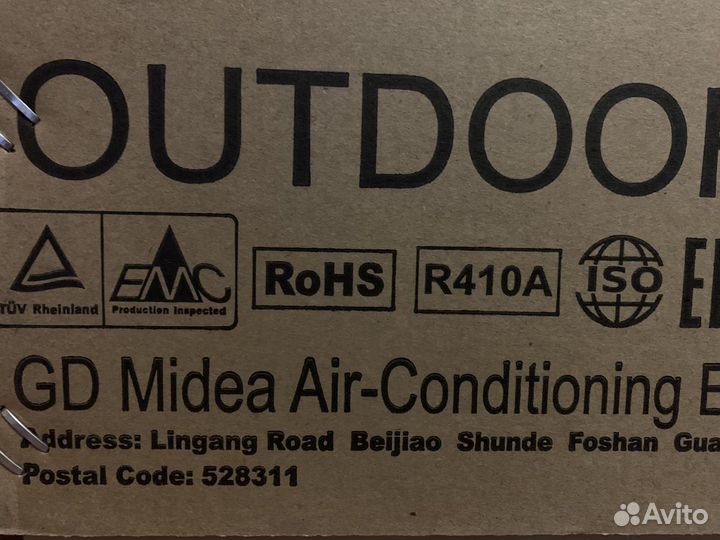 OUTDOOR
TÜV Rheinland EMC Production Inspected RoHS R410A ISO
GD Midea Air-Conditioning
Address: Lingang Road Beijiao Shunde Foshan
Postal Code: 528311
Avito